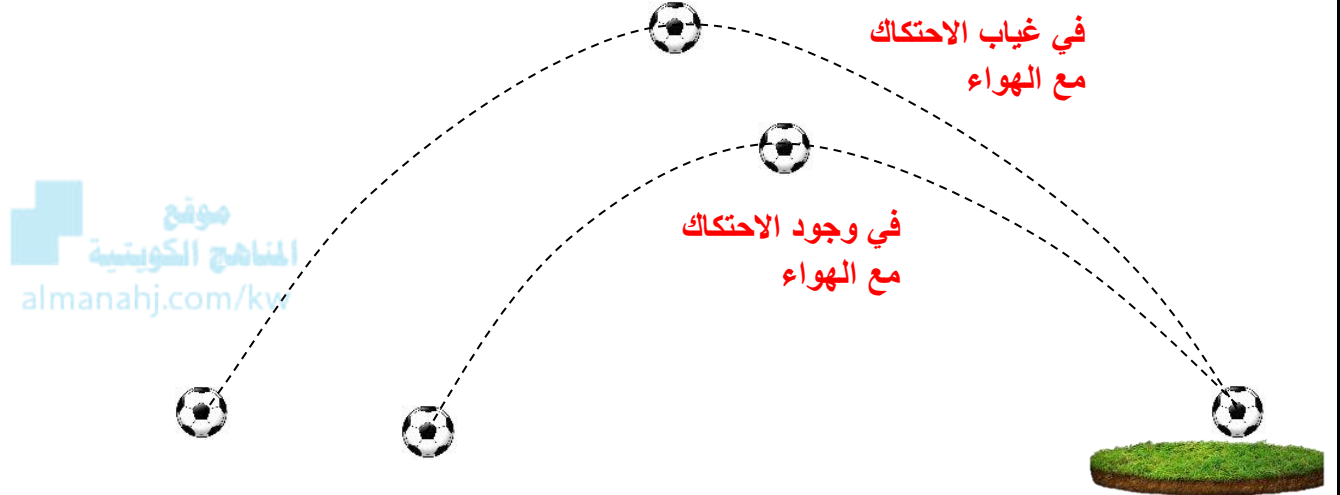 في غياب الاحتكاك
مع الهواء
في وجود الاحتكاك
مع الهواء
موقع
المناهج الكويتية
almanahj.com/kw